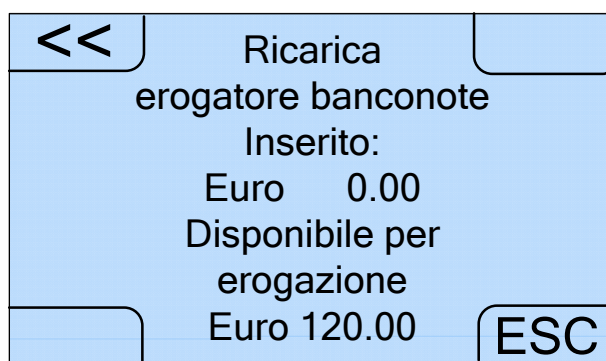 <<
Ricarica
erogatore banconote
Inserito:
Euro 0.00
Disponibile per
erogazione
Euro 120.00
ESC